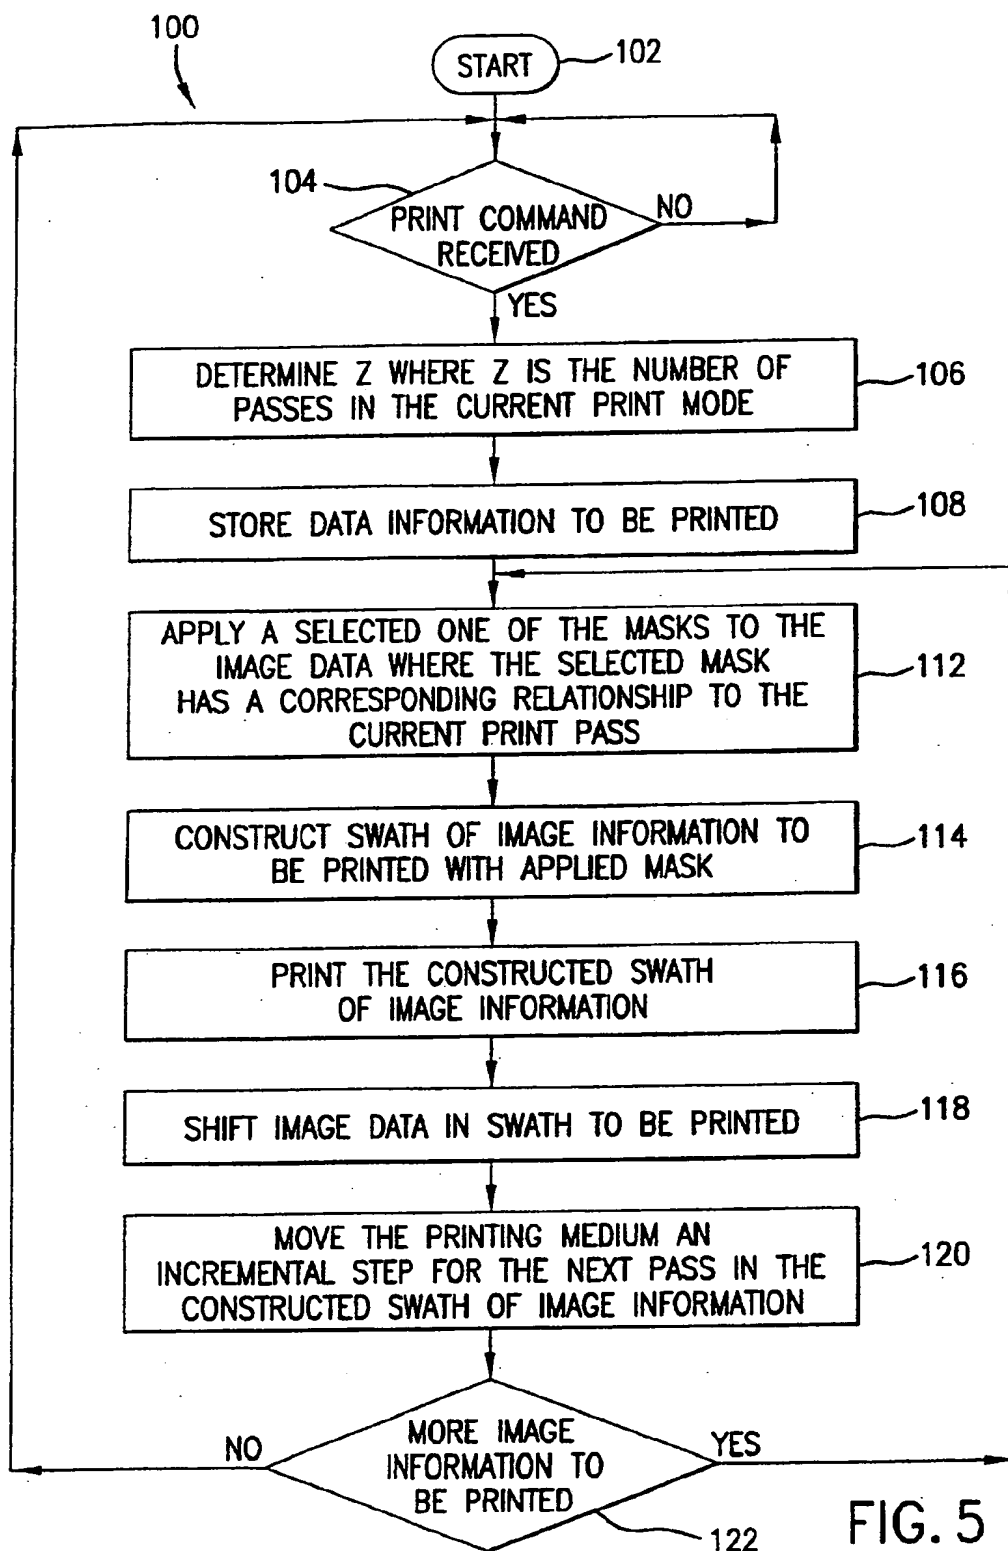 100
START
102
104
PRINT COMMAND
RECEIVED
NO
YES
DETERMINE Z WHERE Z IS THE NUMBER OF
PASSES IN THE CURRENT PRINT MODE
106
STORE DATA INFORMATION TO BE PRINTED
108
APPLY A SELECTED ONE OF THE MASKS TO THE
IMAGE DATA WHERE THE SELECTED MASK
HAS A CORRESPONDING RELATIONSHIP TO THE
CURRENT PRINT PASS
112
CONSTRUCT SWATH OF IMAGE INFORMATION TO
BE PRINTED WITH APPLIED MASK
114
PRINT THE CONSTRUCTED SWATH
OF IMAGE INFORMATION
116
SHIFT IMAGE DATA IN SWATH TO BE PRINTED
118
MOVE THE PRINTING MEDIUM AN
INCREMENTAL STEP FOR THE NEXT PASS IN THE
CONSTRUCTED SWATH OF IMAGE INFORMATION
120
NO
MORE IMAGE
INFORMATION TO
BE PRINTED
YES
122
FIG. 5